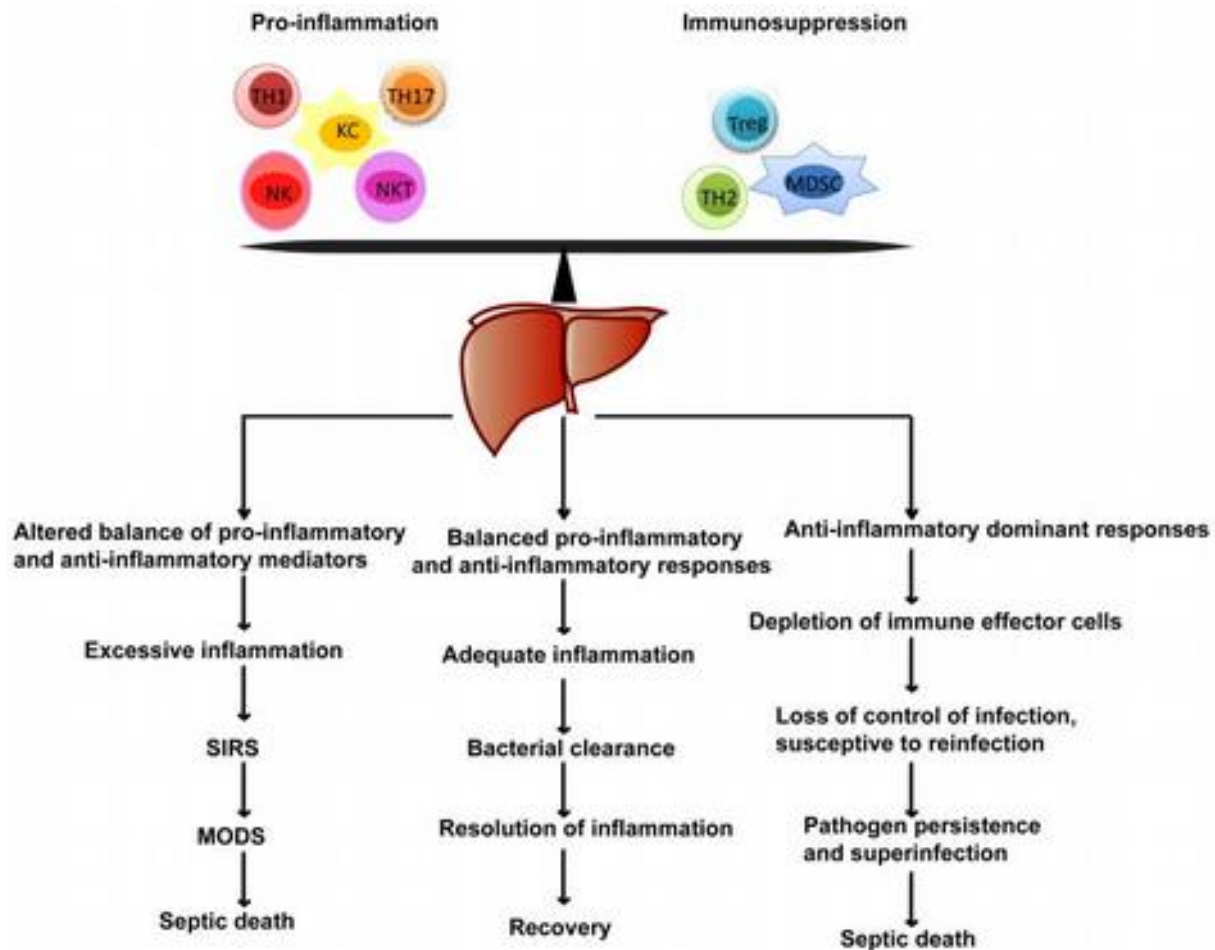 Pro-inflammation
Immunosuppression
TH1
TH17
KC
NK
NKT
Treg
TH2
MDSC
Altered balance of pro-inflammatory
and anti-inflammatory mediators
Excessive inflammation
SIRS
MODS
Septic death
Balanced pro-inflammatory
and anti-inflammatory responses
Adequate inflammation
Bacterial clearance
Resolution of inflammation
Recovery
Anti-inflammatory dominant responses
Depletion of immune effector cells
Loss of control of infection,
susceptive to reinfection
Pathogen persistence
and superinfection
Septic death